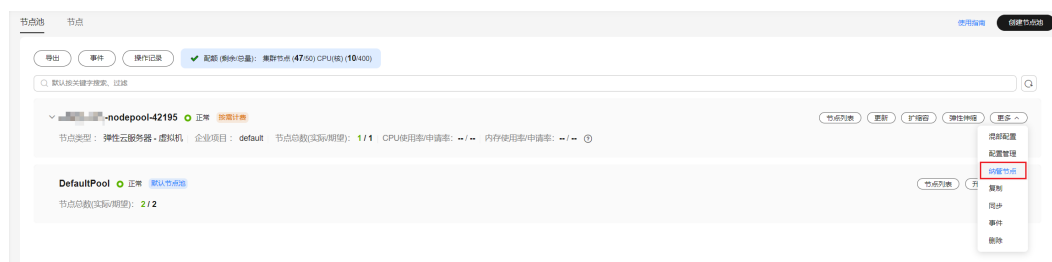 节点池 节点 使用指南 创建节点池
导出 事件 操作记录 配额 (剩余/总量): 集群节点 (47/50) CPU(核) (10/400)
默认按关键字搜索、过滤
-nodepool-42195 正常 按需计费 节点列表 更新 扩缩容 弹性伸缩 更多
节点类型: 弹性云服务器 - 虚拟机 企业项目: default 节点总数(实际/期望): 1 / 1 CPU使用率/申请率: -- / -- 内存使用率/申请率: -- / --
混部配置
配置管理
纳管节点
DefaultPool 正常 默认节点池 节点列表
复制
节点总数(实际/期望): 2 / 2
同步
事件
删除